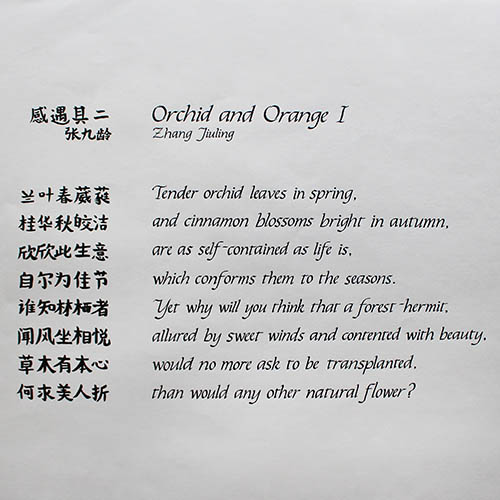 感遇其二 Orchid and Orange I
张九龄 Zhang Jiuling
兰叶春葳蕤 Tender orchid leaves in spring,
桂华秋皎洁 and cinnamon blossoms bright in autumn,
欣欣此生意 are as self-contained as life is,
自尔为佳节 which conforms them to the seasons.
谁知林栖者 Yet why will you think that a forest-hermit,
闻风坐相悦 allured by sweet winds and contented with beauty,
草木有本心 would no more ask to be transplanted,
何求美人折 than would any other natural flower?